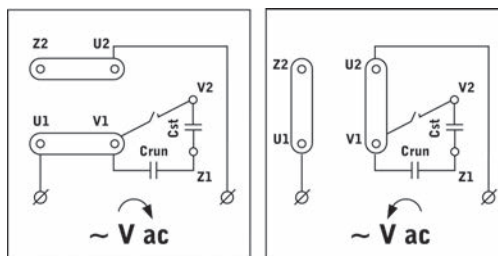 Z2 U2
V2
U1 V1
Cst
Crun
Z1
~ V ac
Z2 U2
V2
Cst
U1 V1
Crun
Z1
~ V ac